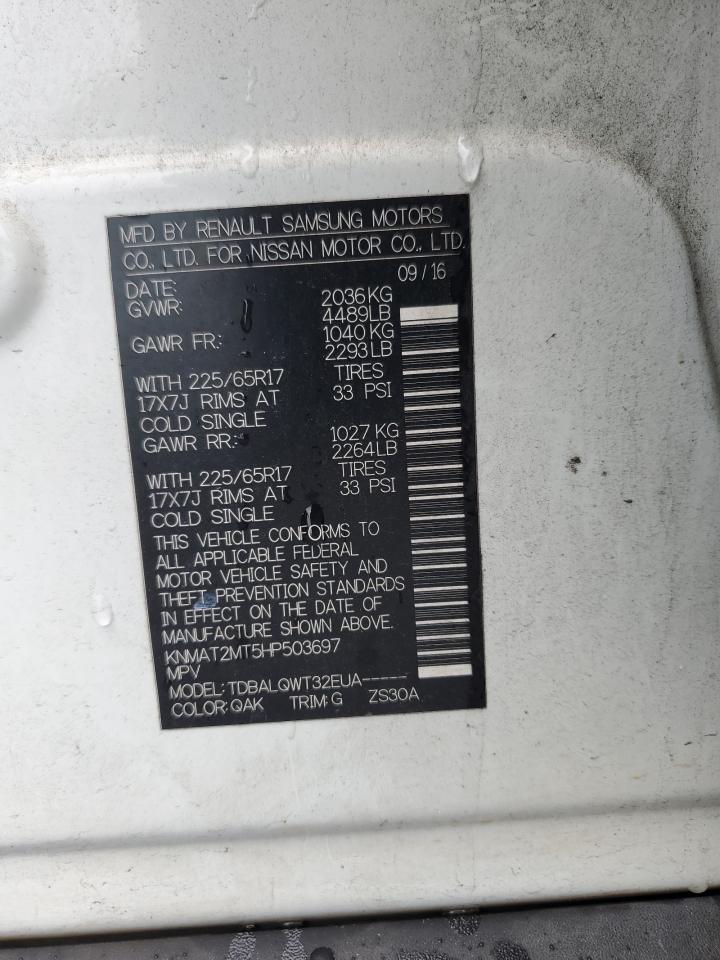 MFD BY RENAULT SAMSUNG MOTORS
CO., LTD. FOR NISSAN MOTOR CO., LTD.
DATE: 09/16
GVWR: 2036KG
4489LB
GAWR FR: 1040KG
2293LB
WITH 225/65R17 TIRES
17X7J RIMS AT 33 PSI
COLD SINGLE
GAWR RR: 1027KG
2264LB
WITH 225/65R17 TIRES
17X7J RIMS AT 33 PSI
COLD SINGLE
THIS VEHICLE CONFORMS TO
ALL APPLICABLE FEDERAL
MOTOR VEHICLE SAFETY AND
THEFT PREVENTION STANDARDS
IN EFFECT ON THE DATE OF
MANUFACTURE SHOWN ABOVE.
KNMAT2MT5HP503697
MPV
MODEL: TDBALQWT32EUA-----
COLOR: QAK TRIM: G ZS30A